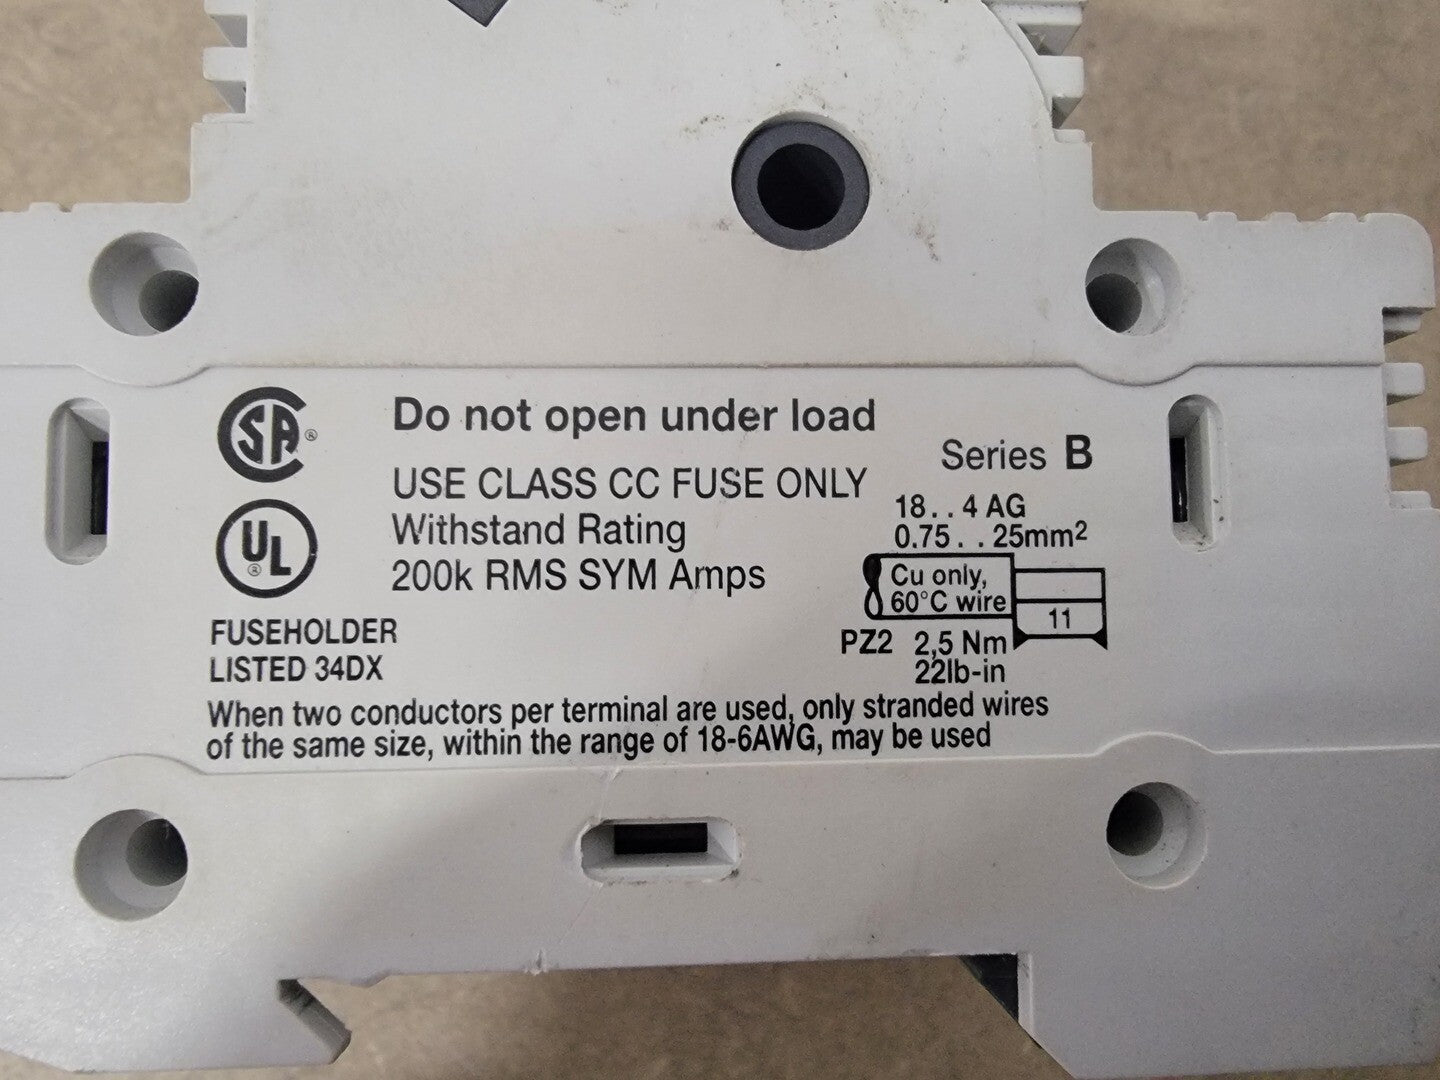 CSA ®
Do not open under load
Series B
USE CLASS CC FUSE ONLY
18. . 4 AG
Withstand Rating
0.75. . 25mm²
UL ®
200k RMS SYM Amps
Cu only,
60°C wire
11
FUSEHOLDER
LISTED 34DX
PZ2 2,5 Nm
22lb-in
When two conductors per terminal are used, only stranded wires
of the same size, within the range of 18-6AWG, may be used